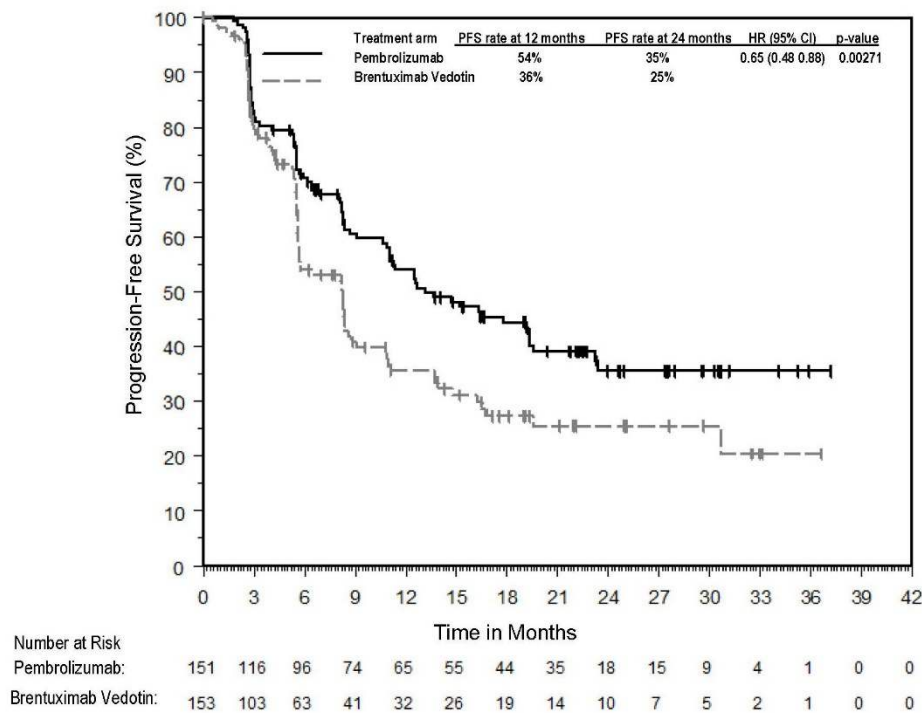 Treatment arm PFS rate at 12 months PFS rate at 24 months HR (95% CI) p-value
Pembrolizumab 54% 35% 0.65 (0.48 0.88) 0.00271
Brentuximab Vedotin 36% 25%
Progression-Free Survival (%)
100
90
80
70
60
50
40
30
20
10
0
0 3 6 9 12 15 18 21 24 27 30 33 36 39 42
Time in Months
Number at Risk
Pembrolizumab: 151 116 96 74 65 55 44 35 18 15 9 4 1 0 0
Brentuximab Vedotin: 153 103 63 41 32 26 19 14 10 7 5 2 1 0 0